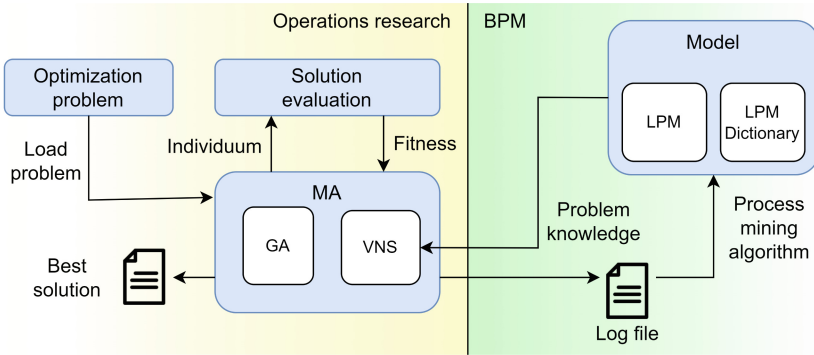 Operations research
BPM
Optimization
problem
Solution
evaluation
Model
LPM
LPM
Dictionary
Load
problem
Individuum
Fitness
MA
GA
VNS
Problem
knowledge
Process
mining
algorithm
Best
solution
Log file